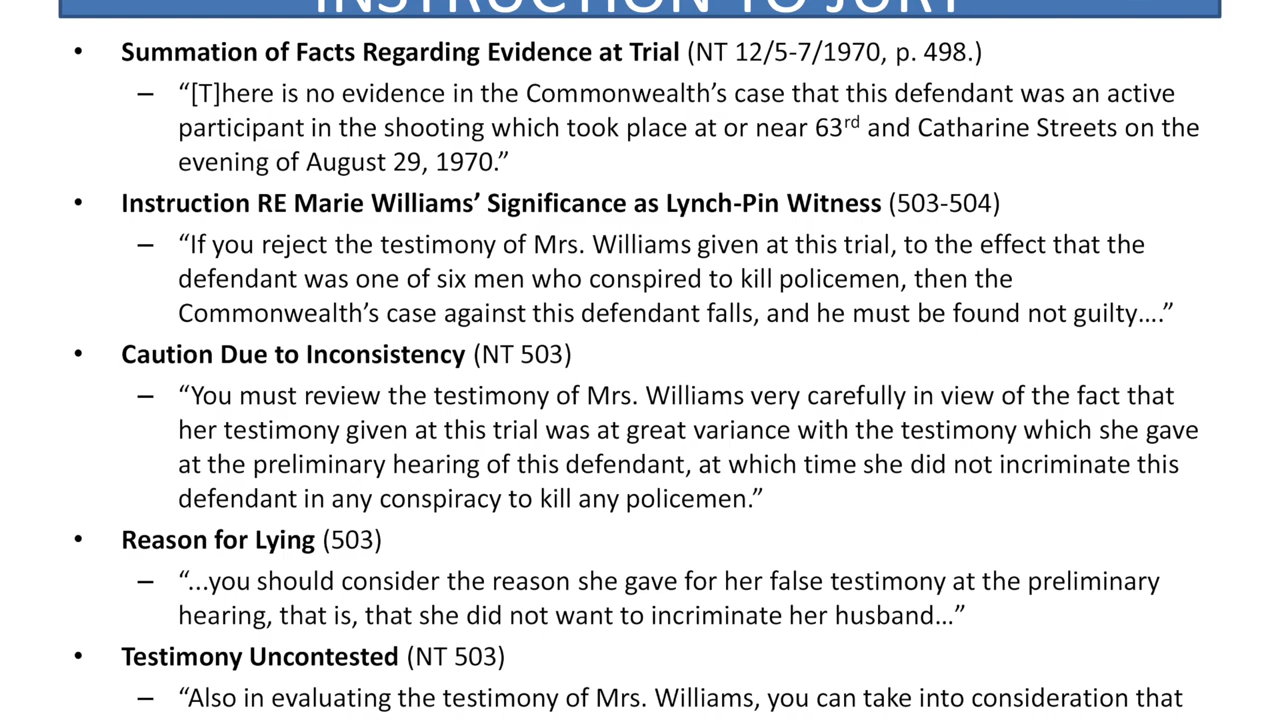 INSTRUCTION TO JURY
• Summation of Facts Regarding Evidence at Trial (NT 12/5-7/1970, p. 498.)
– “[T]here is no evidence in the Commonwealth’s case that this defendant was an active
participant in the shooting which took place at or near 63rd and Catharine Streets on the
evening of August 29, 1970.”
• Instruction RE Marie Williams’ Significance as Lynch-Pin Witness (503-504)
– “If you reject the testimony of Mrs. Williams given at this trial, to the effect that the
defendant was one of six men who conspired to kill policemen, then the
Commonwealth’s case against this defendant falls, and he must be found not guilty….”
• Caution Due to Inconsistency (NT 503)
– “You must review the testimony of Mrs. Williams very carefully in view of the fact that
her testimony given at this trial was at great variance with the testimony which she gave
at the preliminary hearing of this defendant, at which time she did not incriminate this
defendant in any conspiracy to kill any policemen.”
• Reason for Lying (503)
– “...you should consider the reason she gave for her false testimony at the preliminary
hearing, that is, that she did not want to incriminate her husband…”
• Testimony Uncontested (NT 503)
– “Also in evaluating the testimony of Mrs. Williams, you can take into consideration that